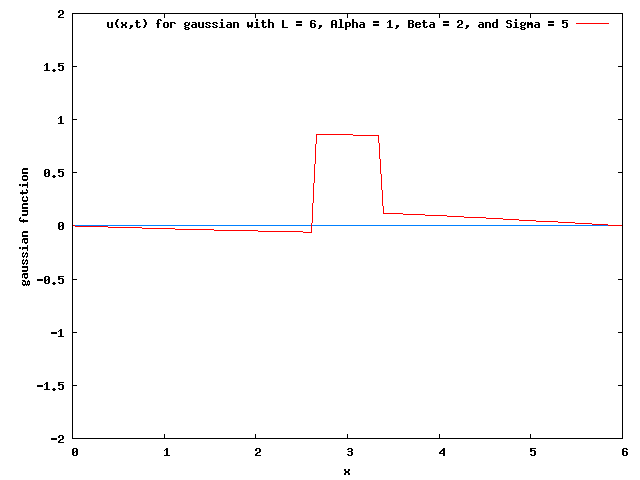 u(x,t) for gaussian with L = 6, Alpha = 1, Beta = 2, and Sigma = 5
2
1.5
1
0.5
0
-0.5
-1
-1.5
-2
gaussian function
0 1 2 3 4 5 6
x